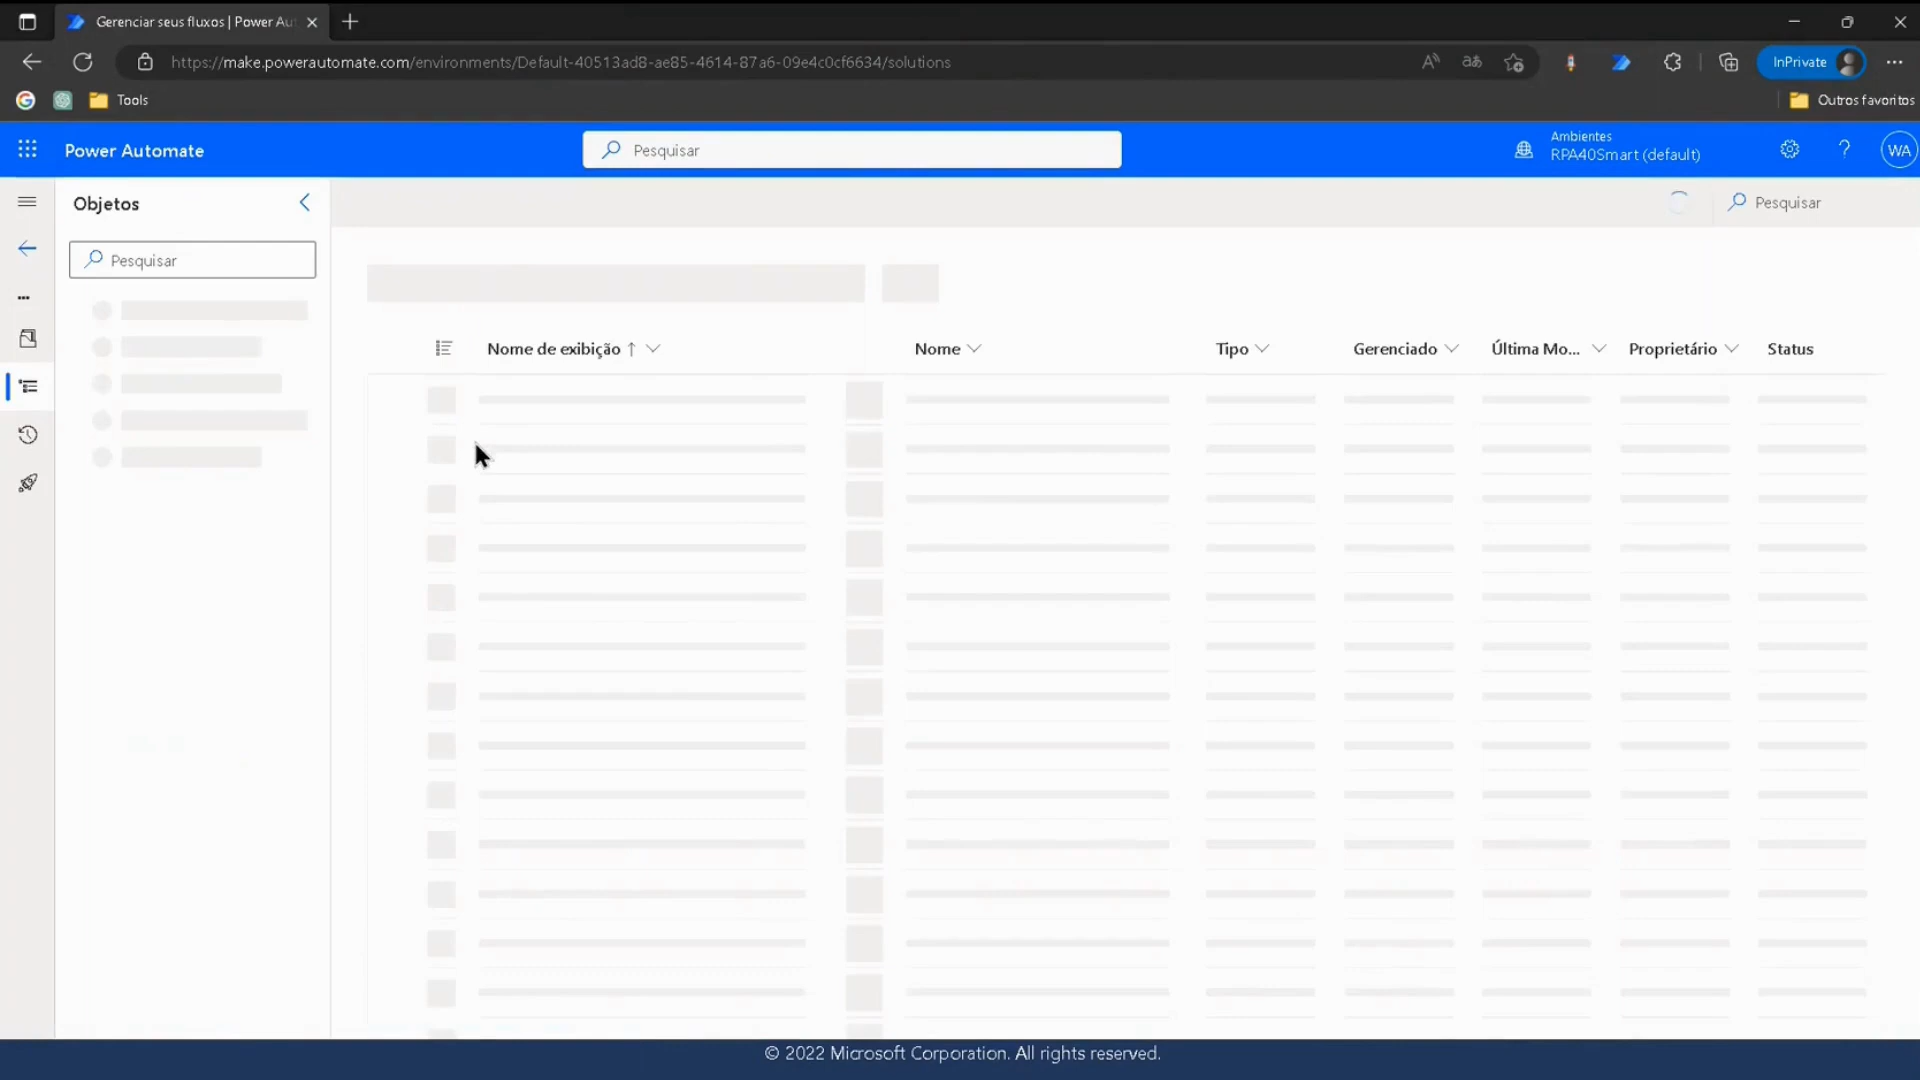 Gerenciar seus fluxos | Power Au
https://make.powerautomate.com/environments/Default-40513ad8-ae85-4614-87a6-09e4c0cf6634/solutions
InPrivate
Tools
Outros favoritos
Power Automate
Pesquisar
Ambientes
RPA40Smart (default)
WA
Objetos
Pesquisar
Pesquisar
Nome de exibição
Nome
Tipo
Gerenciado
Última Mo...
Proprietário
Status
© 2022 Microsoft Corporation. All rights reserved.